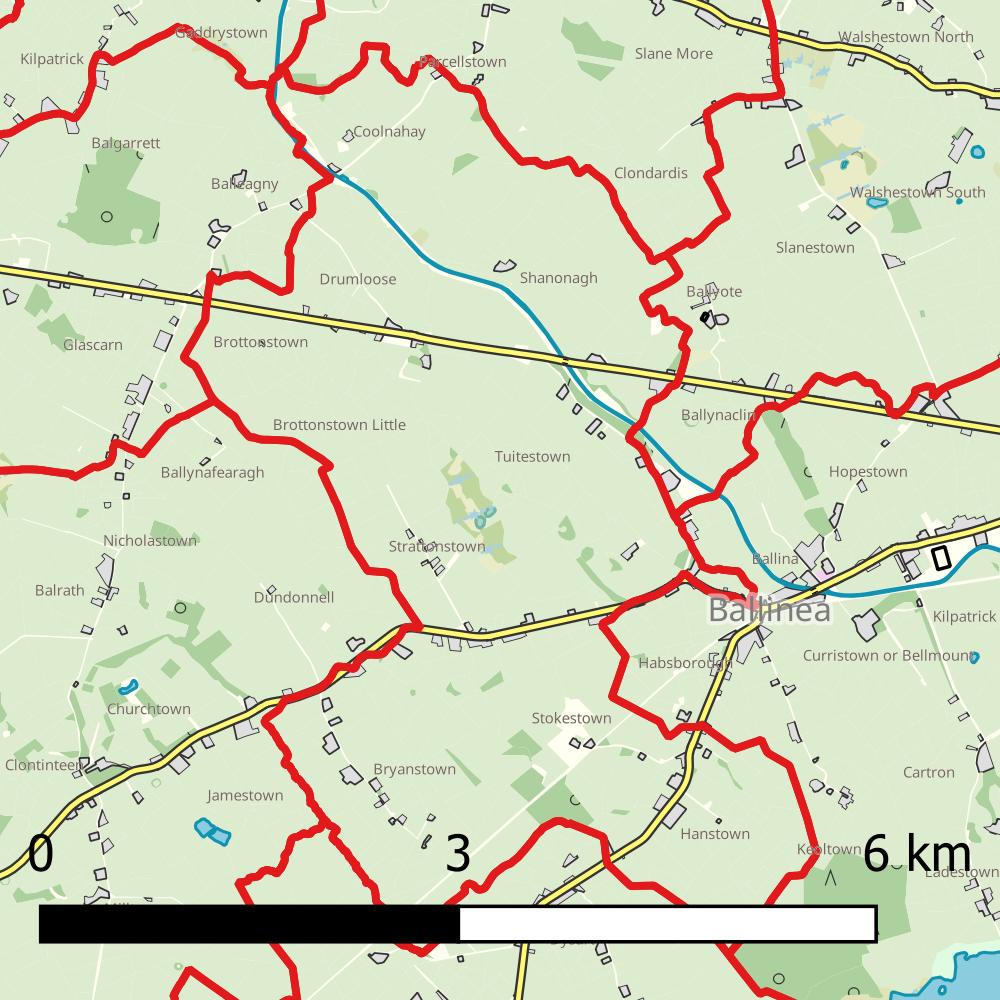 Gaddrystown
Walshestown North
Kilpatrick
Parcellstown
Slane More
Coolnahay
Balgarrett
Clondardis
Balleagny
Walshestown South
Slanestown
Drumloose
Shanonagh
Ballyote
Glascarn
Brottonstown
Ballynaclin
Brottonstown Little
Tuitestown
Ballynafearagh
Hopestown
Nicholastown
Strattonstown
Ballina
Balrath
Dundonnell
Ballinea
Kilpatrick
Habsborough
Curristown or Bellmount
Churchtown
Stokestown
Clontinteen
Bryanstown
Cartron
Jamestown
Hanstown
Keoltown
0 3 6 km
Ladestown